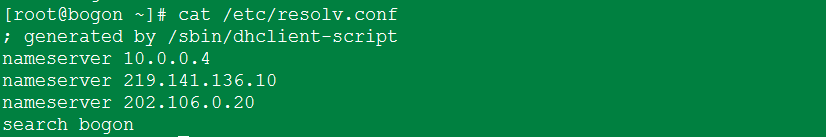 [root@bogon ~]# cat /etc/resolv.conf
; generated by /sbin/dhclient-script
nameserver 10.0.0.4
nameserver 219.141.136.10
nameserver 202.106.0.20
search bogon